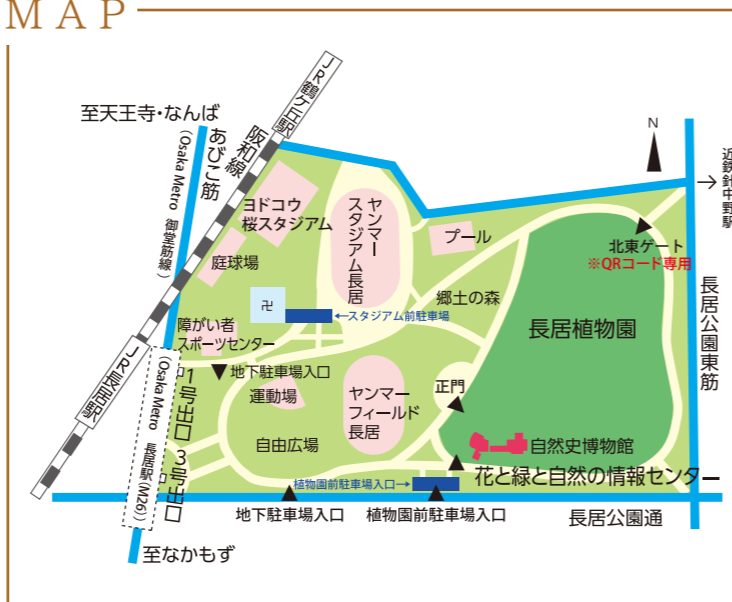 MAP
JR鶴ケ丘駅
至天王寺・なんば
阪和線
あびこ筋
(Osaka Metro 御堂筋線)
N
→近鉄針中野駅
ヨドコウ
桜スタジアム
ヤンマー
スタジアム長居
プール
北東ゲート
※QRコード専用
庭球場
郷土の森
卍
←スタジアム前駐車場
長居植物園
長居公園東筋
障がい者
スポーツセンター
地下駐車場入口
JR長居駅
(Osaka Metro 長居駅(M26))
1号出口
3号出口
運動場
ヤンマー
フィールド
長居
正門
自由広場
自然史博物館
植物園前駐車場入口→
花と緑と自然の情報センター
地下駐車場入口
植物園前駐車場入口
長居公園通
至なかもず